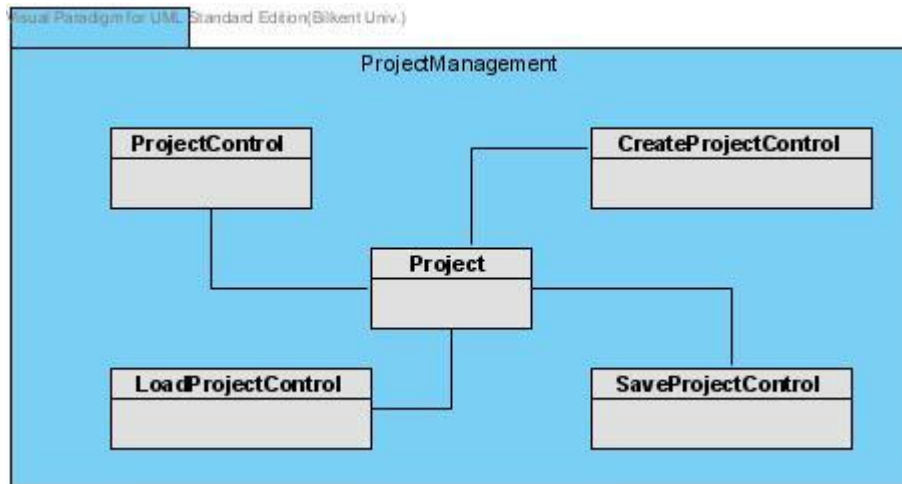 Visual Paradigm for UML Standard Edition(Bilkent Univ.)
ProjectManagement
ProjectControl
CreateProjectControl
Project
LoadProjectControl
SaveProjectControl